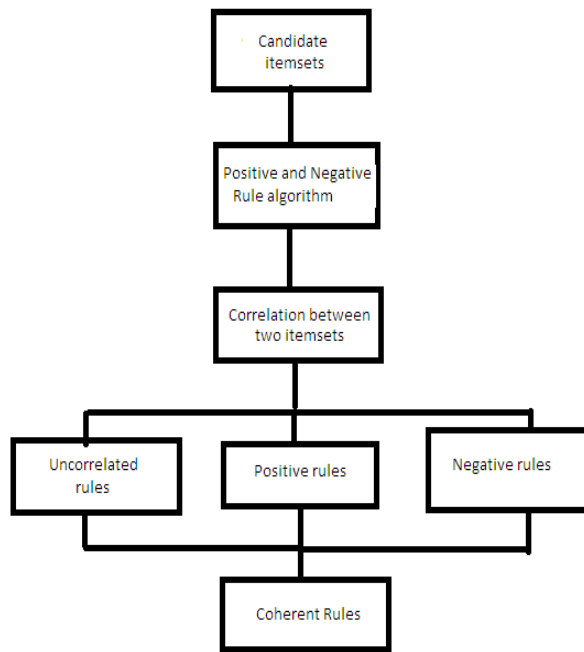 Candidate
itemsets
Positive and Negative
Rule algorithm
Correlation between
two itemsets
Uncorrelated
rules
Positive rules
Negative rules
Coherent Rules